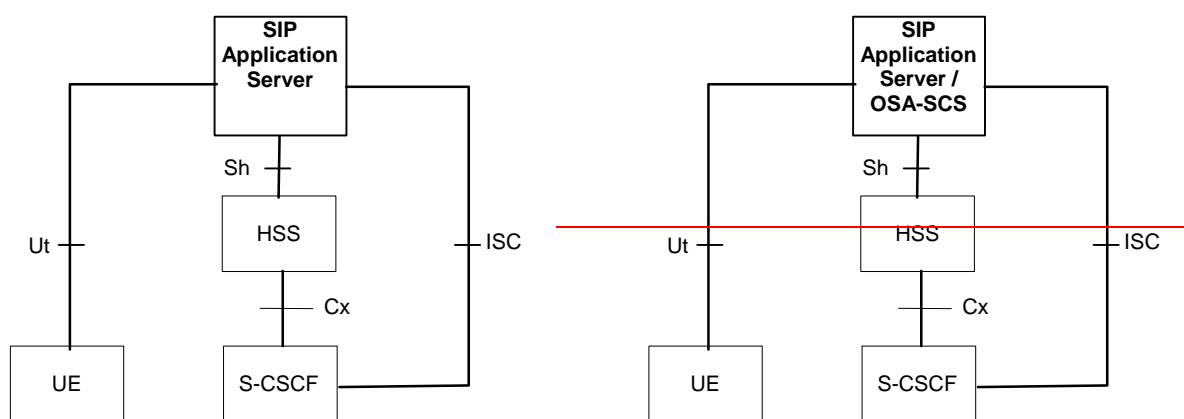 SIP
Application
Server
Sh
HSS
Ut
ISC
Cx
UE
S-CSCF
SIP
Application
Server /
OSA-SCS
Sh
HSS
Ut
ISC
Cx
UE
S-CSCF